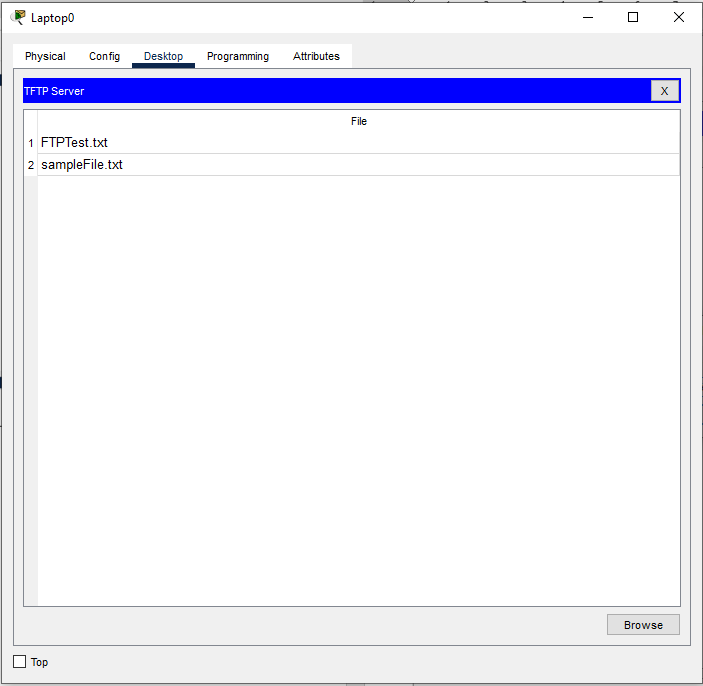 Laptop0
Physical Config Desktop Programming Attributes
TFTP Server X
File
1 FTPTest.txt
2 sampleFile.txt
Browse
Top